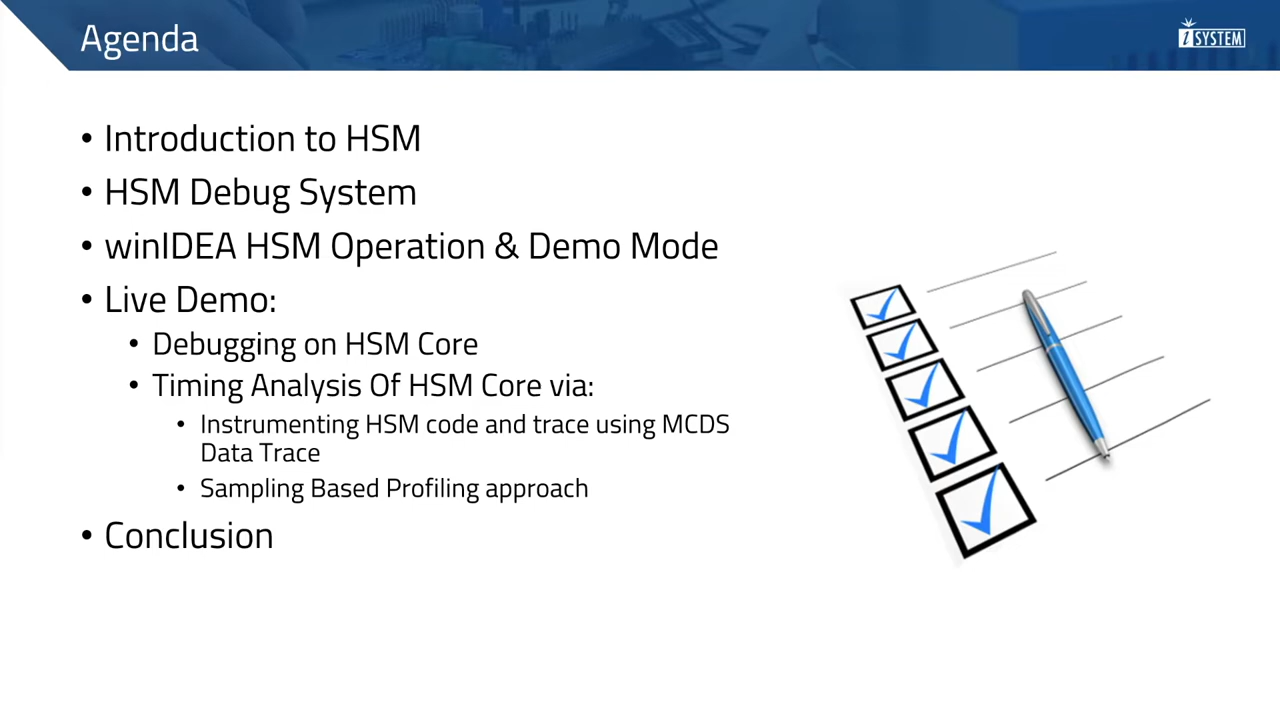 Agenda
iSYSTEM
• Introduction to HSM
• HSM Debug System
• winIDEA HSM Operation & Demo Mode
• Live Demo:
• Debugging on HSM Core
• Timing Analysis Of HSM Core via:
• Instrumenting HSM code and trace using MCDS
Data Trace
• Sampling Based Profiling approach
• Conclusion